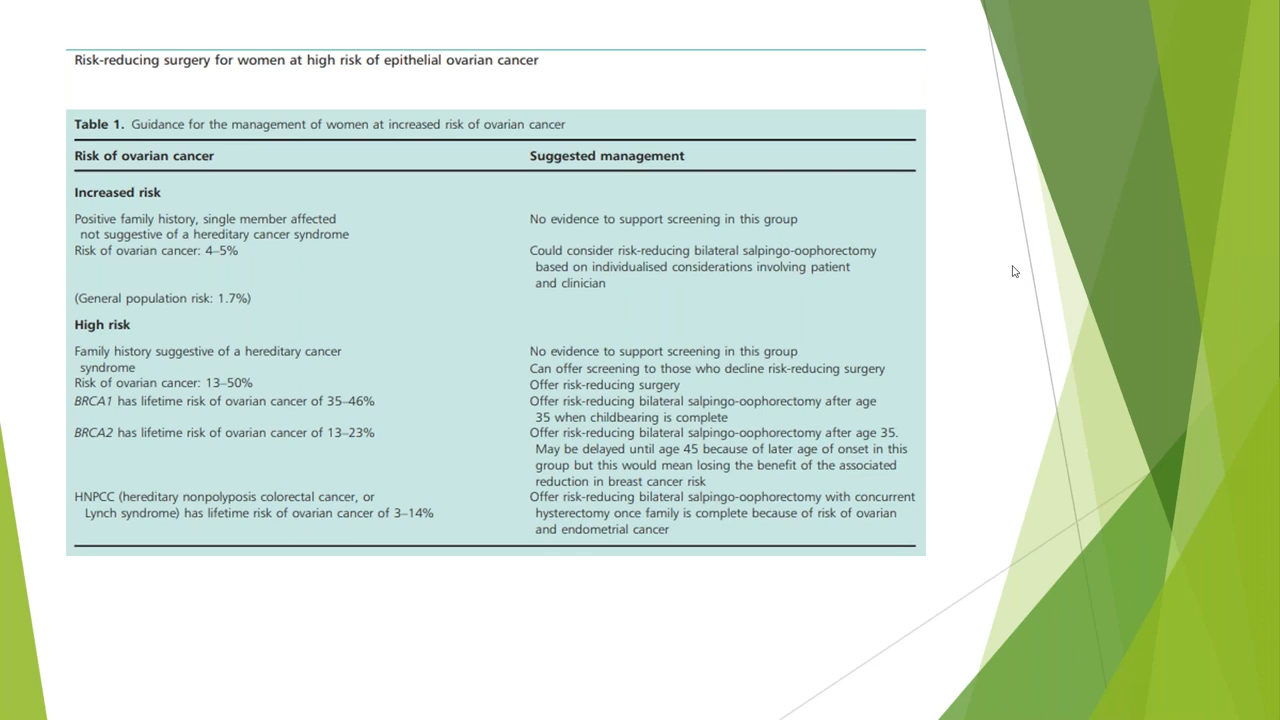 Risk-reducing surgery for women at high risk of epithelial ovarian cancer
Table 1. Guidance for the management of women at increased risk of ovarian cancer
Risk of ovarian cancer Suggested management
Increased risk
Positive family history, single member affected No evidence to support screening in this group
not suggestive of a hereditary cancer syndrome
Risk of ovarian cancer: 4–5% Could consider risk-reducing bilateral salpingo-oophorectomy
based on individualised considerations involving patient
and clinician
(General population risk: 1.7%)
High risk
Family history suggestive of a hereditary cancer No evidence to support screening in this group
syndrome Can offer screening to those who decline risk-reducing surgery
Risk of ovarian cancer: 13–50% Offer risk-reducing surgery
BRCA1 has lifetime risk of ovarian cancer of 35–46% Offer risk-reducing bilateral salpingo-oophorectomy after age
35 when childbearing is complete
BRCA2 has lifetime risk of ovarian cancer of 13–23% Offer risk-reducing bilateral salpingo-oophorectomy after age 35.
May be delayed until age 45 because of later age of onset in this
group but this would mean losing the benefit of the associated
reduction in breast cancer risk
HNPCC (hereditary nonpolyposis colorectal cancer, or Offer risk-reducing bilateral salpingo-oophorectomy with concurrent
Lynch syndrome) has lifetime risk of ovarian cancer of 3–14% hysterectomy once family is complete because of risk of ovarian
and endometrial cancer